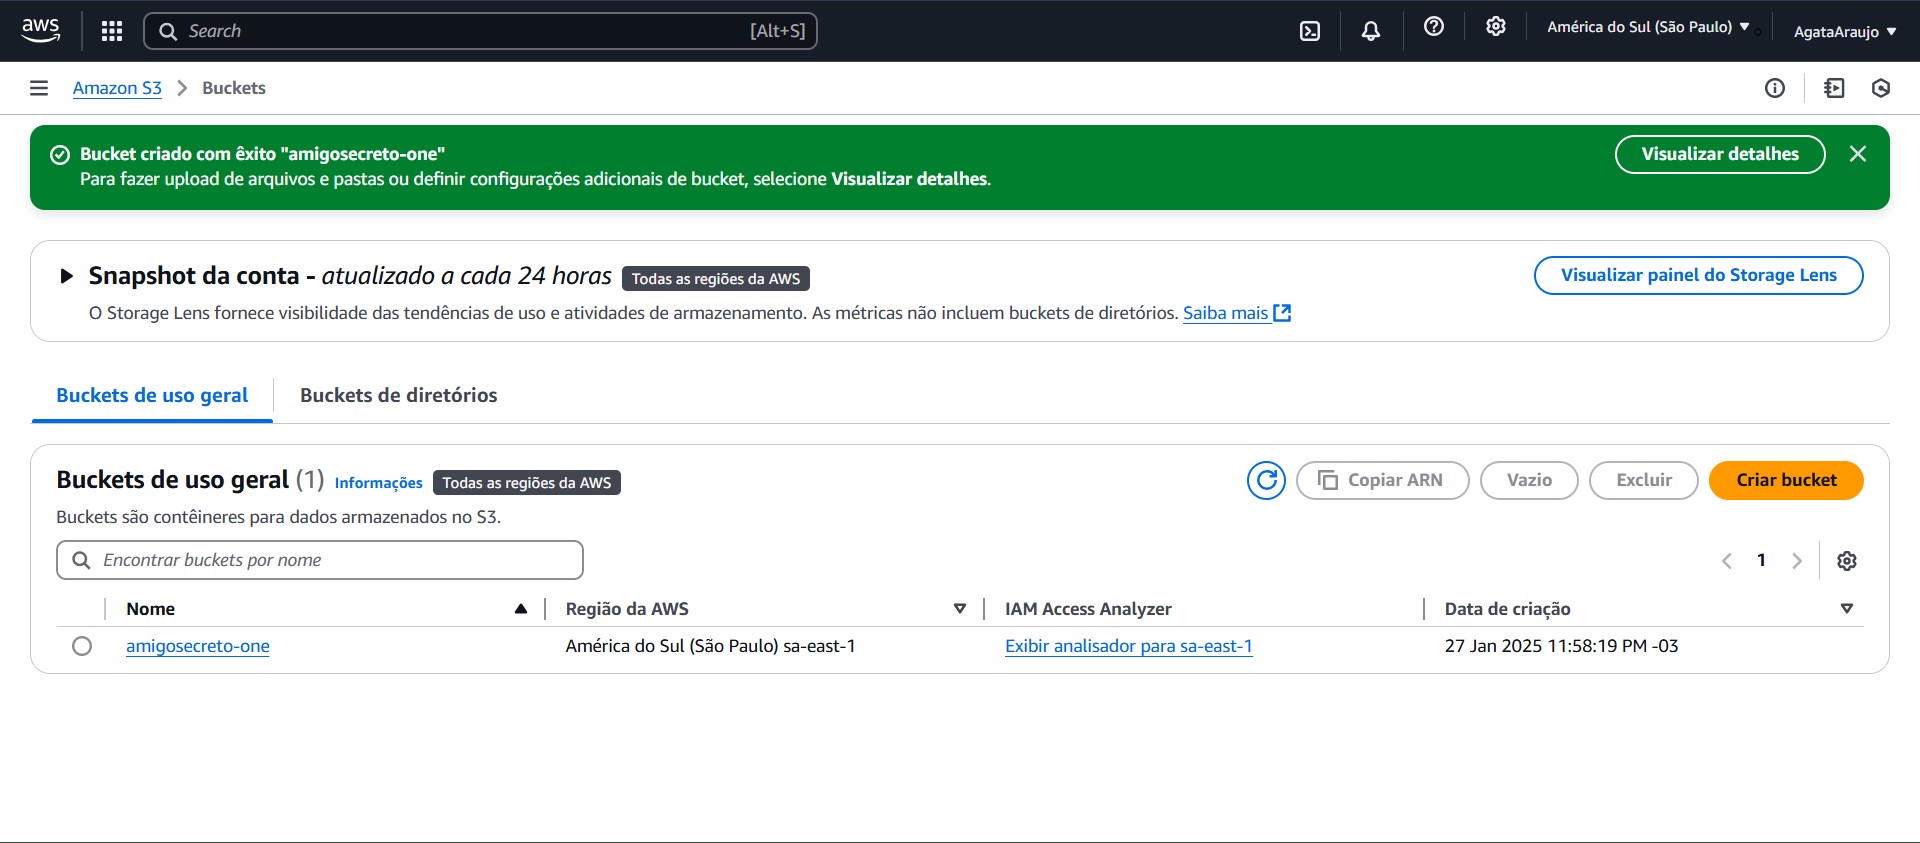 aws
Search [Alt+S] América do Sul (São Paulo) AgataAraujo
Amazon S3 Buckets
Bucket criado com êxito "amigosecreto-one" Visualizar detalhes
Para fazer upload de arquivos e pastas ou definir configurações adicionais de bucket, selecione Visualizar detalhes.
Snapshot da conta - atualizado a cada 24 horas Todas as regiões da AWS Visualizar painel do Storage Lens
O Storage Lens fornece visibilidade das tendências de uso e atividades de armazenamento. As métricas não incluem buckets de diretórios. Saiba mais
Buckets de uso geral Buckets de diretórios
Buckets de uso geral (1) Informações Todas as regiões da AWS Copiar ARN Vazio Excluir Criar bucket
Buckets são contêineres para dados armazenados no S3.
Encontrar buckets por nome 1
Nome Região da AWS IAM Access Analyzer Data de criação
amigosecreto-one América do Sul (São Paulo) sa-east-1 Exibir analisador para sa-east-1 27 Jan 2025 11:58:19 PM -03